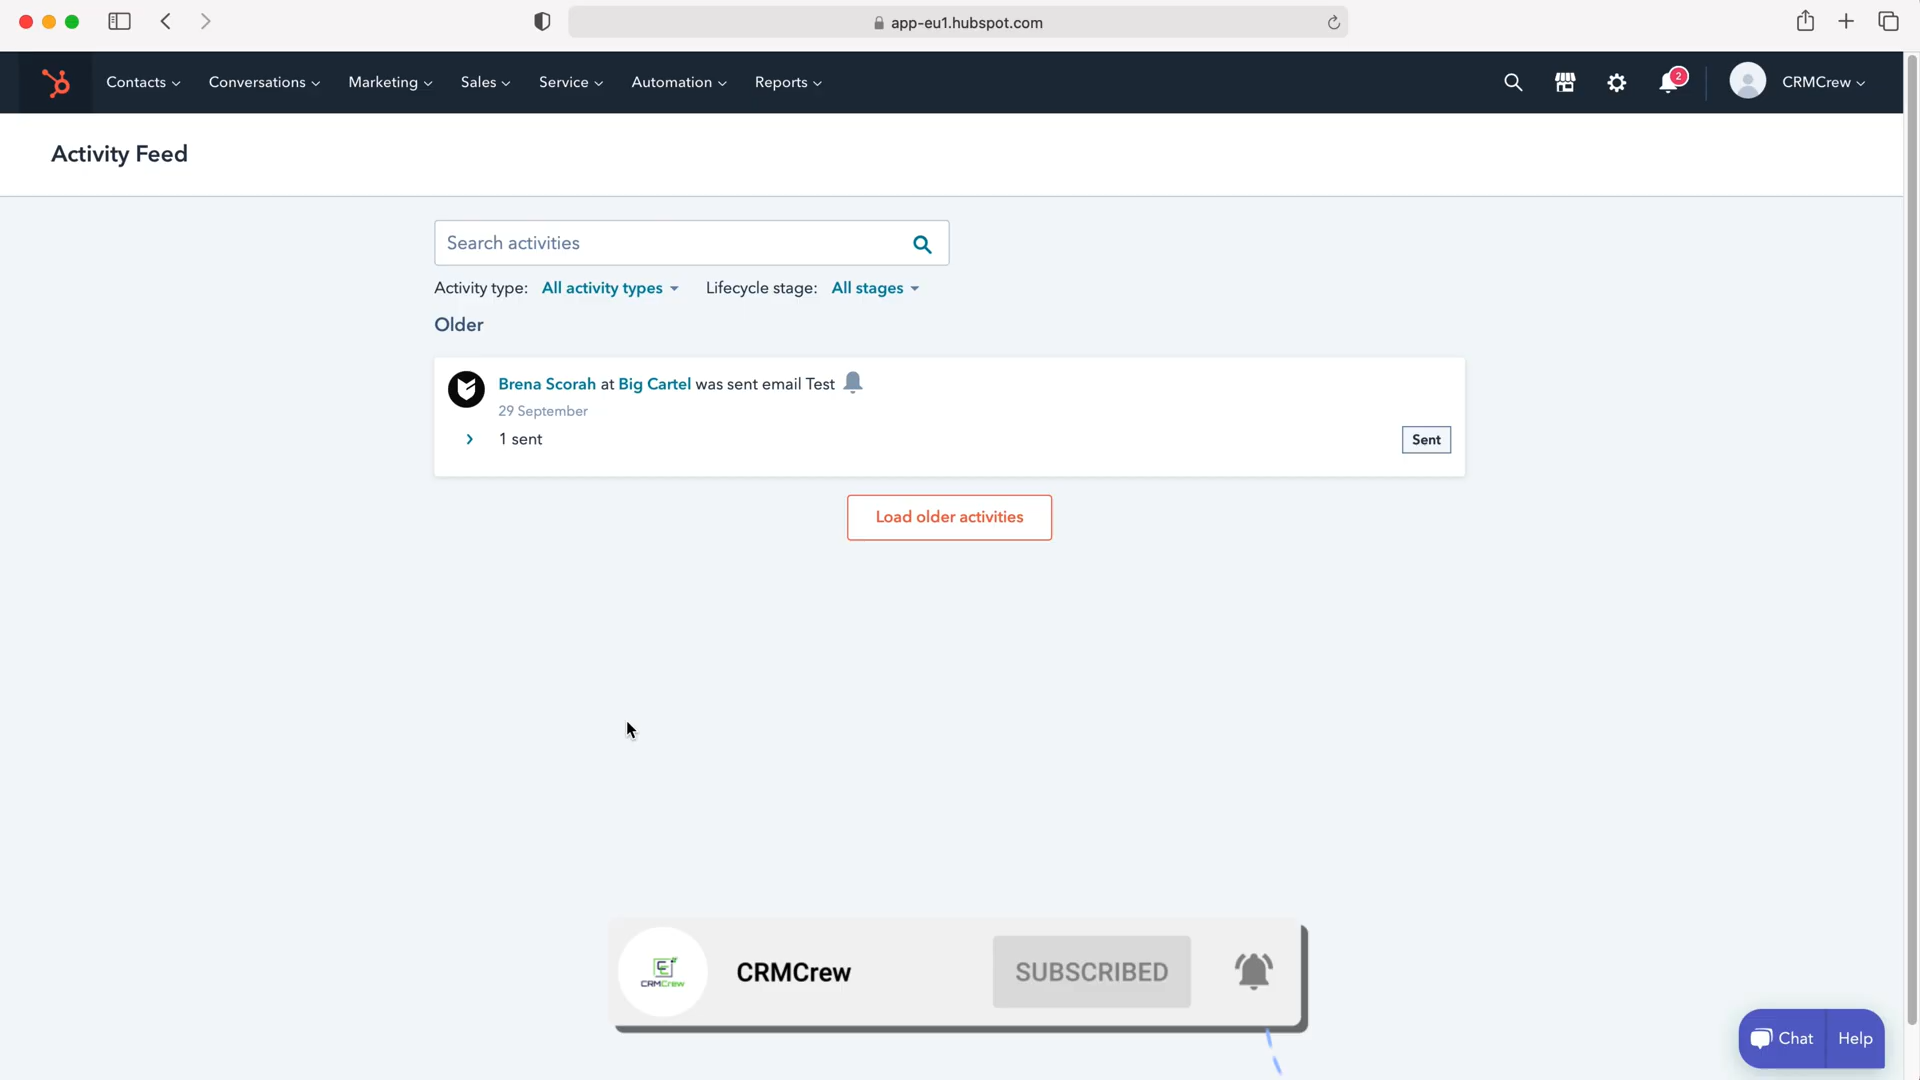 app-eu1.hubspot.com
Contacts Conversations Marketing Sales Service Automation Reports 2 CRMCrew
Activity Feed
Search activities
Activity type: All activity types Lifecycle stage: All stages
Older
Brena Scorah at Big Cartel was sent email Test
29 September
1 sent Sent
Load older activities
CRMCrew CRMCrew SUBSCRIBED
Chat Help